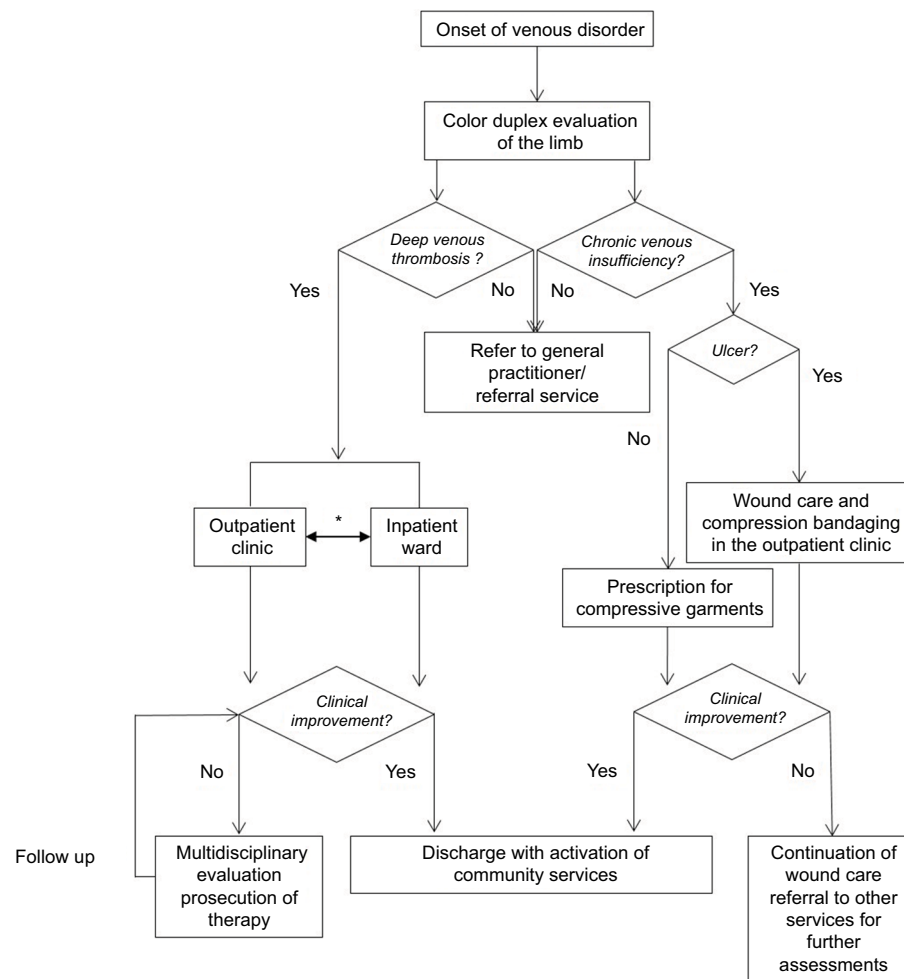 Onset of venous disorder
Color duplex evaluation
of the limb
Deep venous
thrombosis ?
Chronic venous
insufficiency?
Yes
No
No
Yes
Refer to general
practitioner/
referral service
Ulcer?
Yes
No
Outpatient
clinic
*
Inpatient
ward
Wound care and
compression bandaging
in the outpatient clinic
Prescription for
compressive garments
Clinical
improvement?
Clinical
improvement?
No
Yes
Yes
No
Follow up
Multidisciplinary
evaluation
prosecution of
therapy
Discharge with activation of
community services
Continuation of
wound care
referral to other
services for
further
assessments